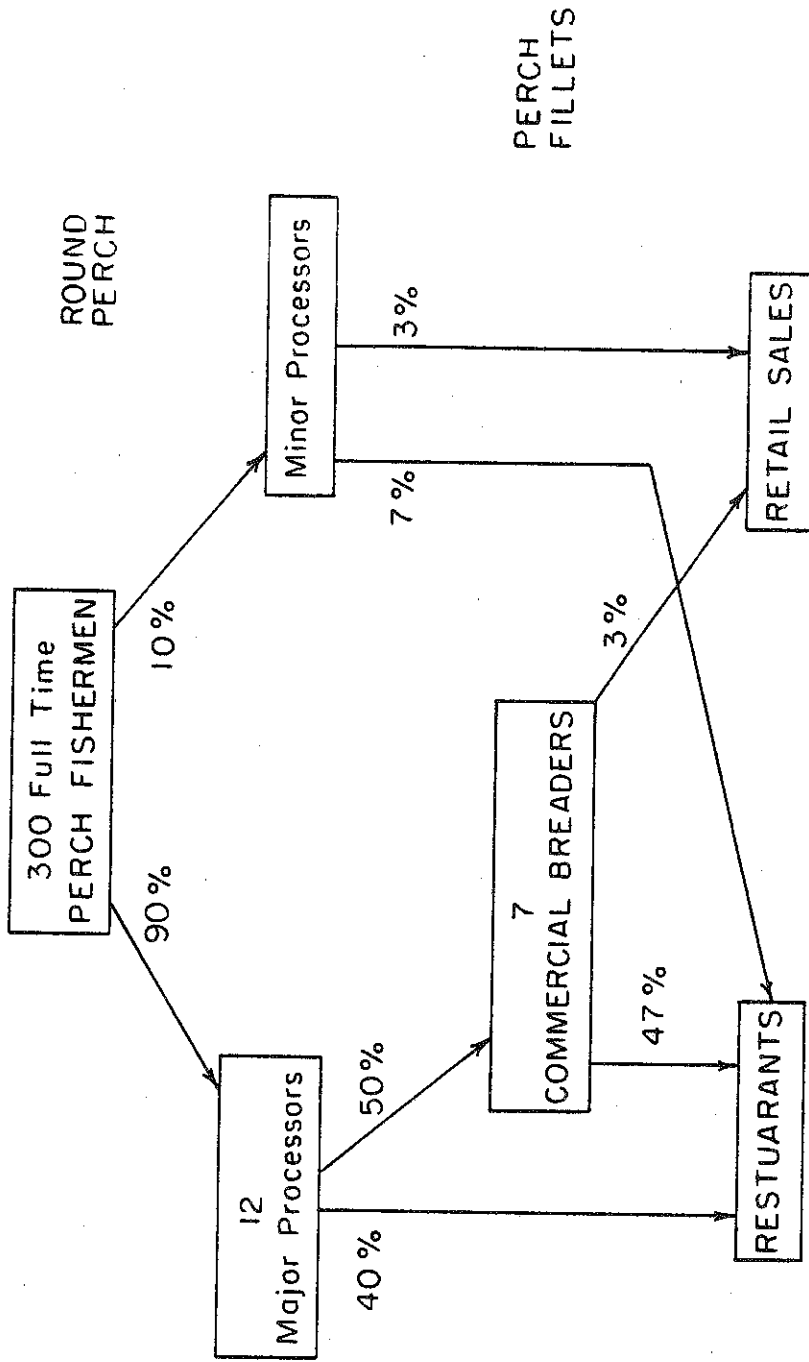 300 Full Time
PERCH FISHERMEN
90%
10%
ROUND
PERCH
12
Major Processors
Minor Processors
40%
50%
7%
3%
7
COMMERCIAL BREADERS
PERCH
FILLETS
47%
3%
RESTUARANTS
RETAIL SALES